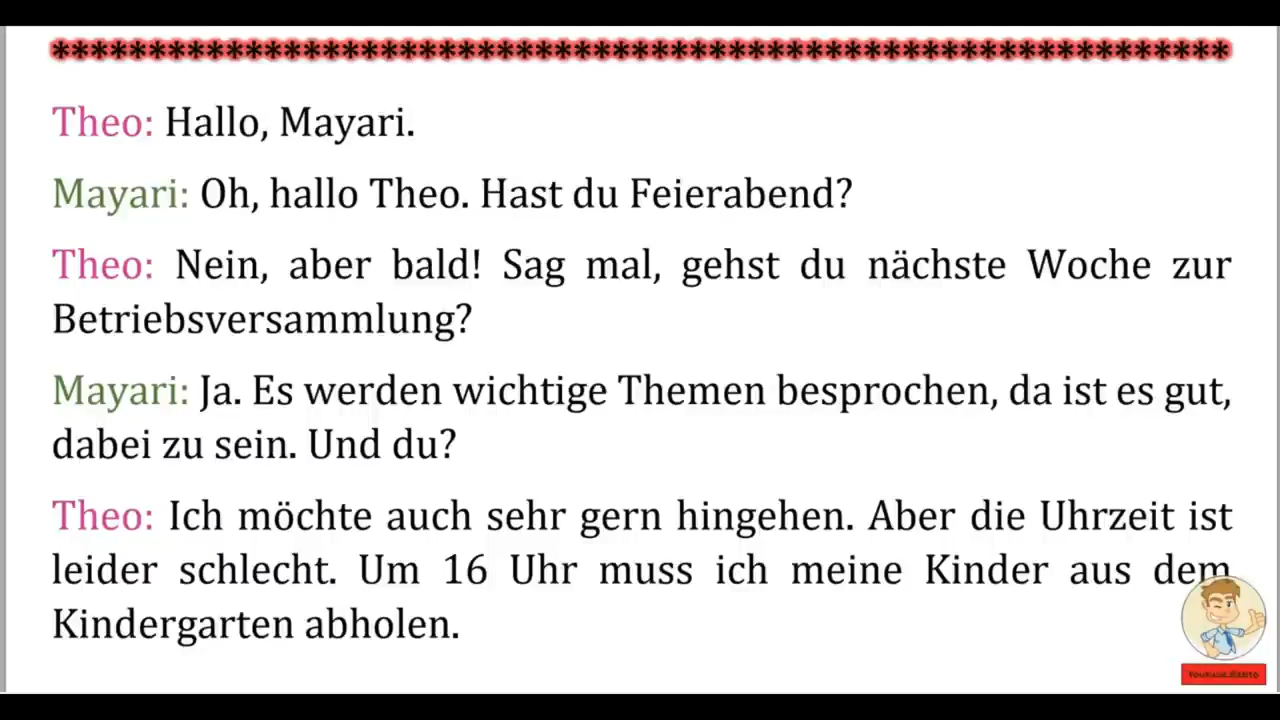 ************************************************************
Theo: Hallo, Mayari.
Mayari: Oh, hallo Theo. Hast du Feierabend?
Theo: Nein, aber bald! Sag mal, gehst du nächste Woche zur
Betriebsversammlung?
Mayari: Ja. Es werden wichtige Themen besprochen, da ist es gut,
dabei zu sein. Und du?
Theo: Ich möchte auch sehr gern hingehen. Aber die Uhrzeit ist
leider schlecht. Um 16 Uhr muss ich meine Kinder aus dem
Kindergarten abholen.